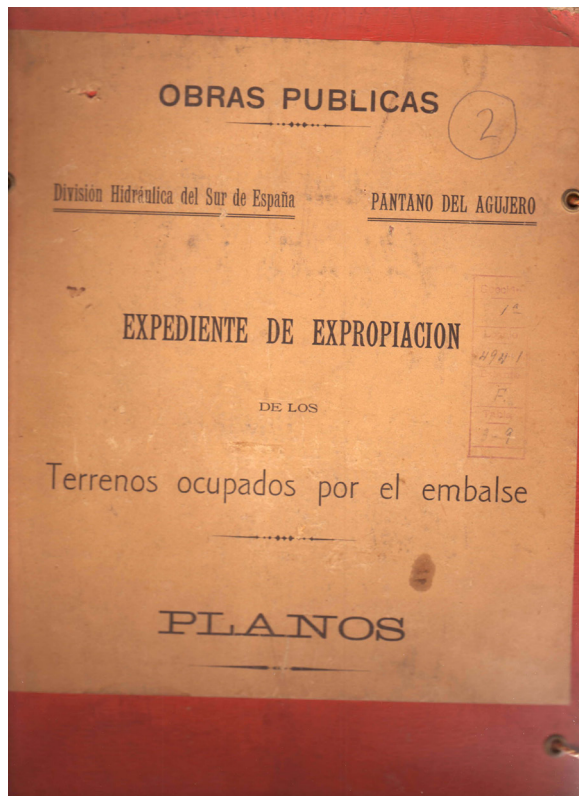 OBRAS PUBLICAS
2
División Hidráulica del Sur de España
PANTANO DEL AGUJERO
EXPEDIENTE DE EXPROPIACION
1ª
DE LOS
F.
Terrenos ocupados por el embalse
PLANOS